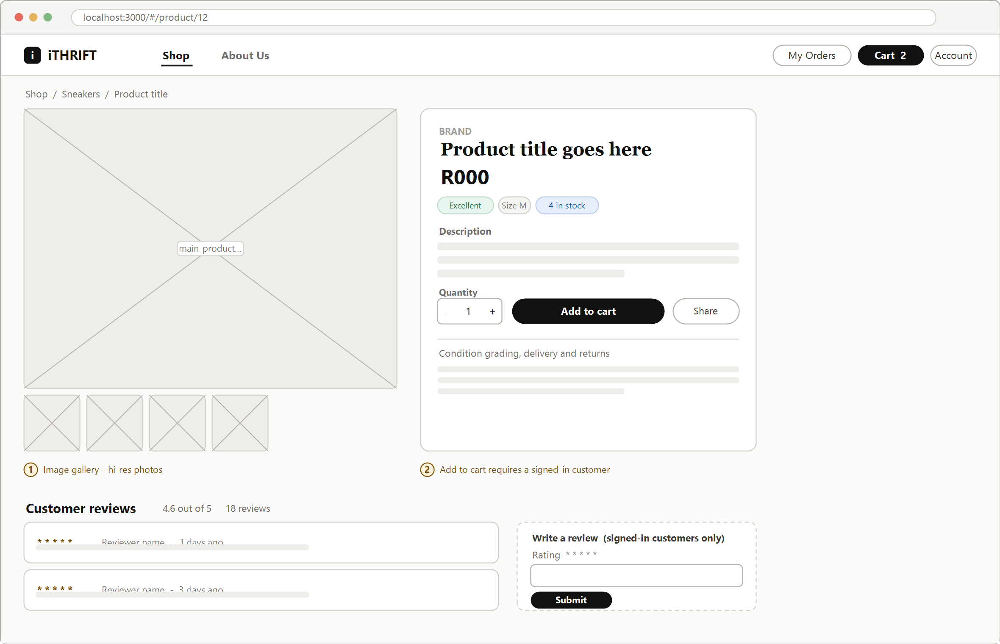 localhost:3000/#/product/12
i iTHRIFT Shop About Us My Orders Cart 2 Account
Shop / Sneakers / Product title
BRAND
Product title goes here
R000
Excellent Size M 4 in stock
Description
main product...
Quantity
- 1 + Add to cart Share
Condition grading, delivery and returns
1 Image gallery - hi-res photos
2 Add to cart requires a signed-in customer
Customer reviews 4.6 out of 5 - 18 reviews
* * * * * Reviewer name - 3 days ago
* * * * * Reviewer name - 3 days ago
Write a review (signed-in customers only)
Rating * * * * *
Submit